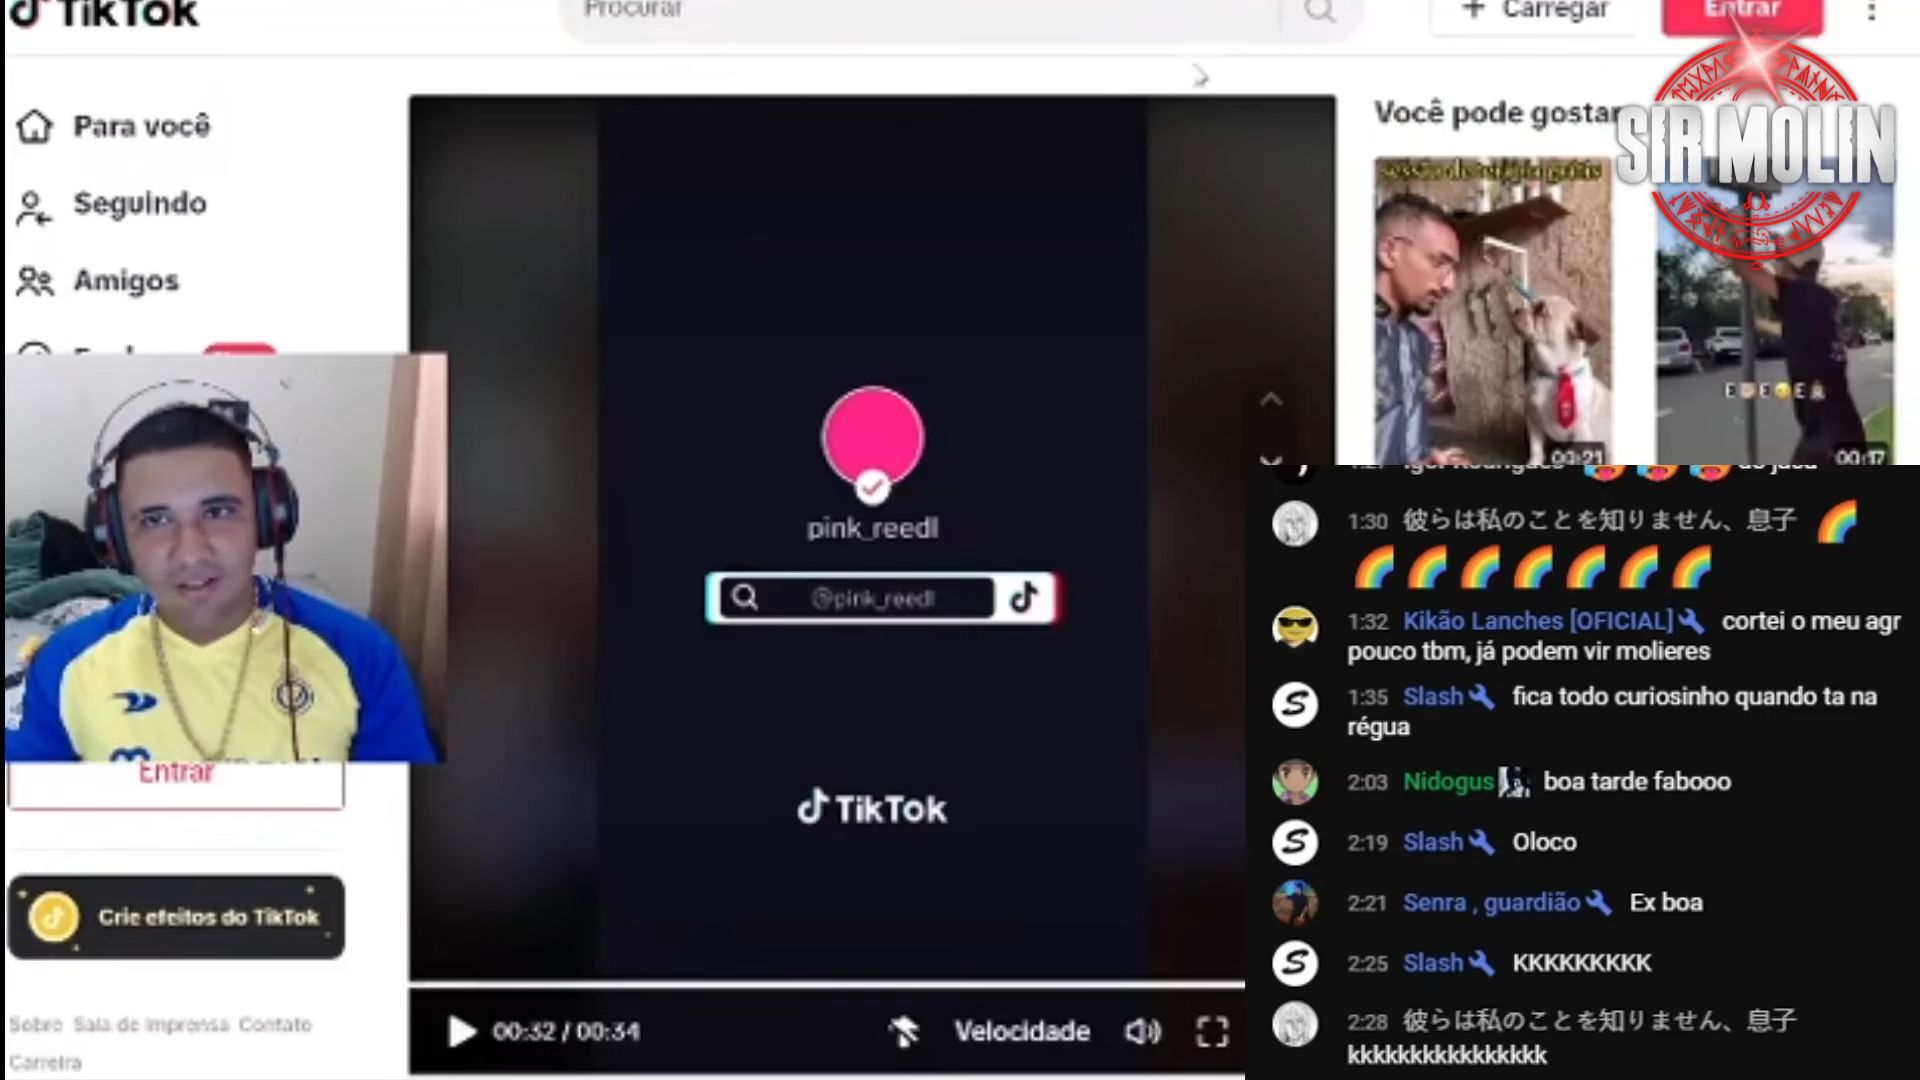 TikTok
Procurar
+ Carregar
Entrar
SIR MOLIN
Para você
Seguindo
Amigos
Você pode gostar
sessão de terapia grátis
00:21
00:17
pink_reedl
@pink_reedl
TikTok
Entrar
Crie efeitos do TikTok
Sobre Sala de Imprensa Contato
Carreira
00:32 / 00:34
Velocidade
1:30 彼らは私のことを知りません、息子 🌈
🌈🌈🌈🌈🌈🌈🌈
1:32 Kikão Lanches [OFICIAL] cortei o meu agr
pouco tbm, já podem vir molieres
1:35 Slash fica todo curiosinho quando ta na
régua
2:03 Nidogus boa tarde fabooo
2:19 Slash Oloco
2:21 Senra , guardião Ex boa
2:25 Slash KKKKKKKKK
2:28 彼らは私のことを知りません、息子
kkkkkkkkkkkkkkkk